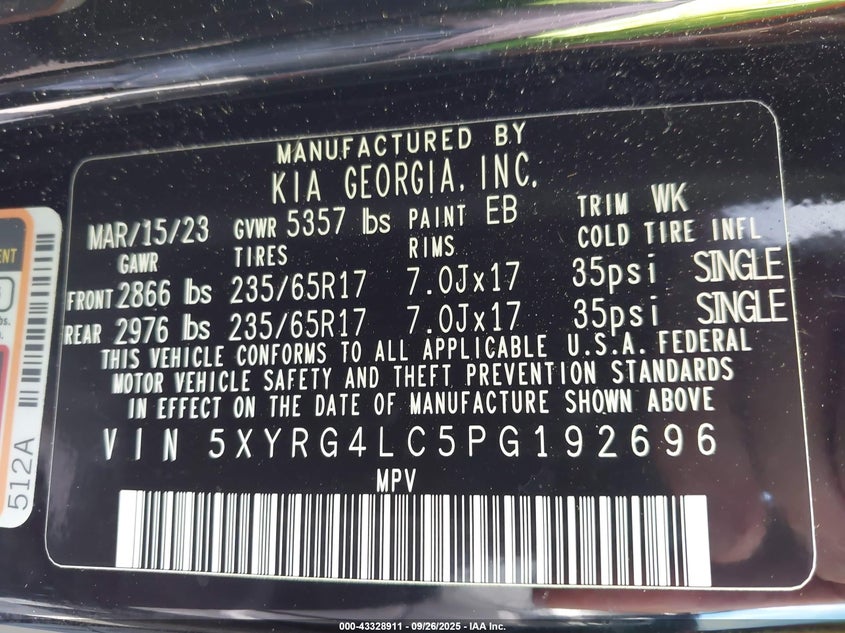 MANUFACTURED BY
KIA GEORGIA, INC.
MAR/15/23 GVWR 5357 lbs PAINT EB TRIM WK
GAWR TIRES RIMS COLD TIRE INFL
FRONT 2866 lbs 235/65R17 7.0Jx17 35psi SINGLE
REAR 2976 lbs 235/65R17 7.0Jx17 35psi SINGLE
THIS VEHICLE CONFORMS TO ALL APPLICABLE U.S.A. FEDERAL
MOTOR VEHICLE SAFETY AND THEFT PREVENTION STANDARDS
IN EFFECT ON THE DATE OF MANUFACTURE SHOWN ABOVE
VIN 5XYRG4LC5PG192696
MPV
512A
000-43328911 - 09/26/2025 - IAA Inc.